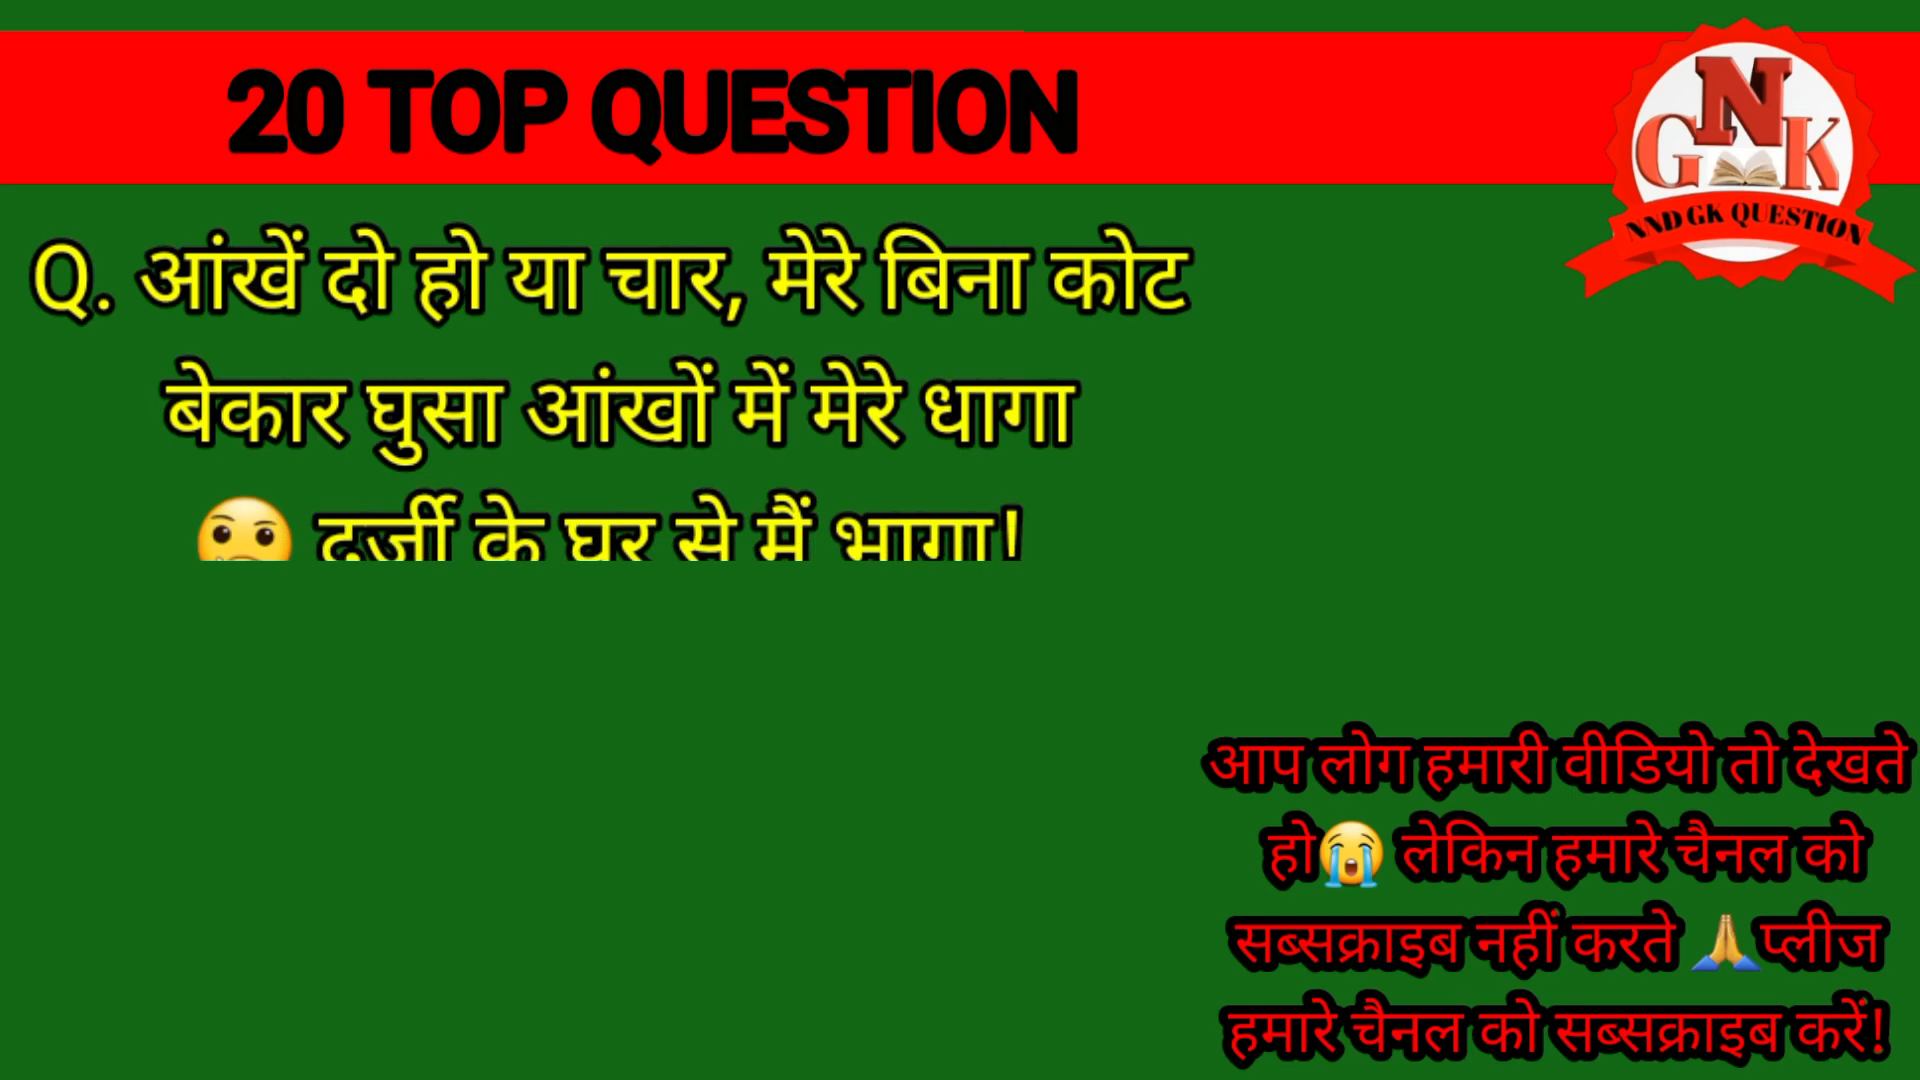 20 TOP QUESTION
N
G K
NND GK QUESTION
Q. आंखें दो हो या चार, मेरे बिना कोट
बेकार घुसा आंखों में मेरे धागा
🤔 दर्जी के घर से मैं भागा!
आप लोग हमारी वीडियो तो देखते
हो😭 लेकिन हमारे चैनल को
सब्सक्राइब नहीं करते 🙏प्लीज
हमारे चैनल को सब्सक्राइब करें!